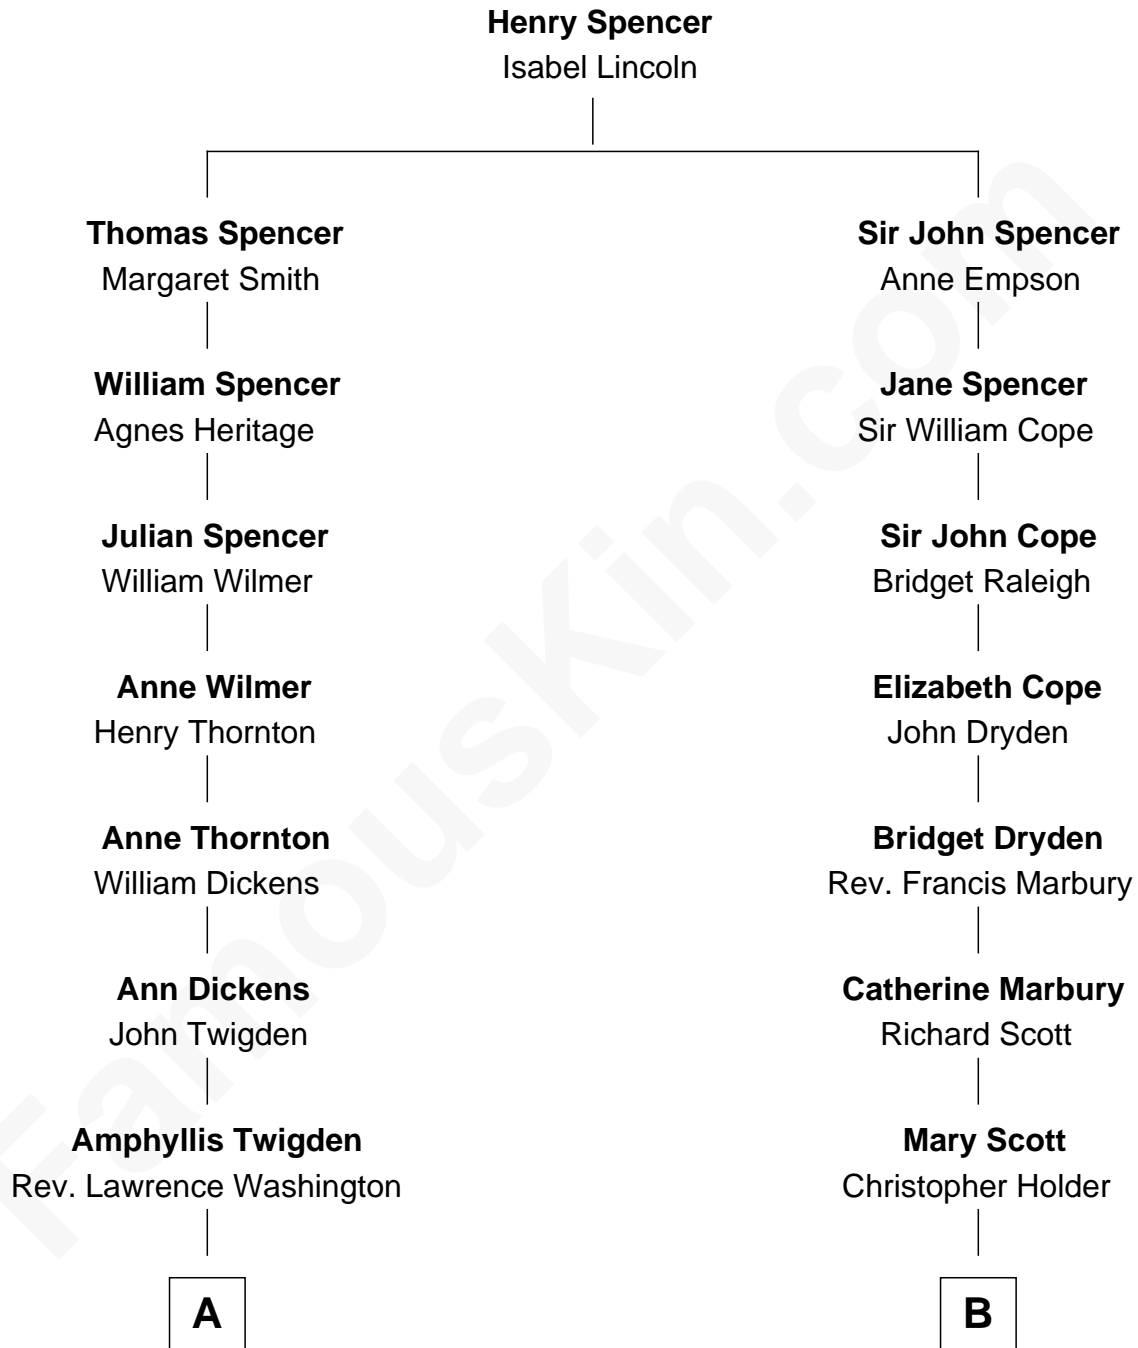 Henry Spencer
Isabel Lincoln
Thomas Spencer
Margaret Smith
Sir John Spencer
Anne Empson
William Spencer
Agnes Heritage
Jane Spencer
Sir William Cope
Julian Spencer
William Wilmer
Sir John Cope
Bridget Raleigh
Anne Wilmer
Henry Thornton
Elizabeth Cope
John Dryden
Anne Thornton
William Dickens
Bridget Dryden
Rev. Francis Marbury
Ann Dickens
John Twigden
Catherine Marbury
Richard Scott
Amphyllis Twigden
Rev. Lawrence Washington
Mary Scott
Christopher Holder
A
B
FamousKin.com